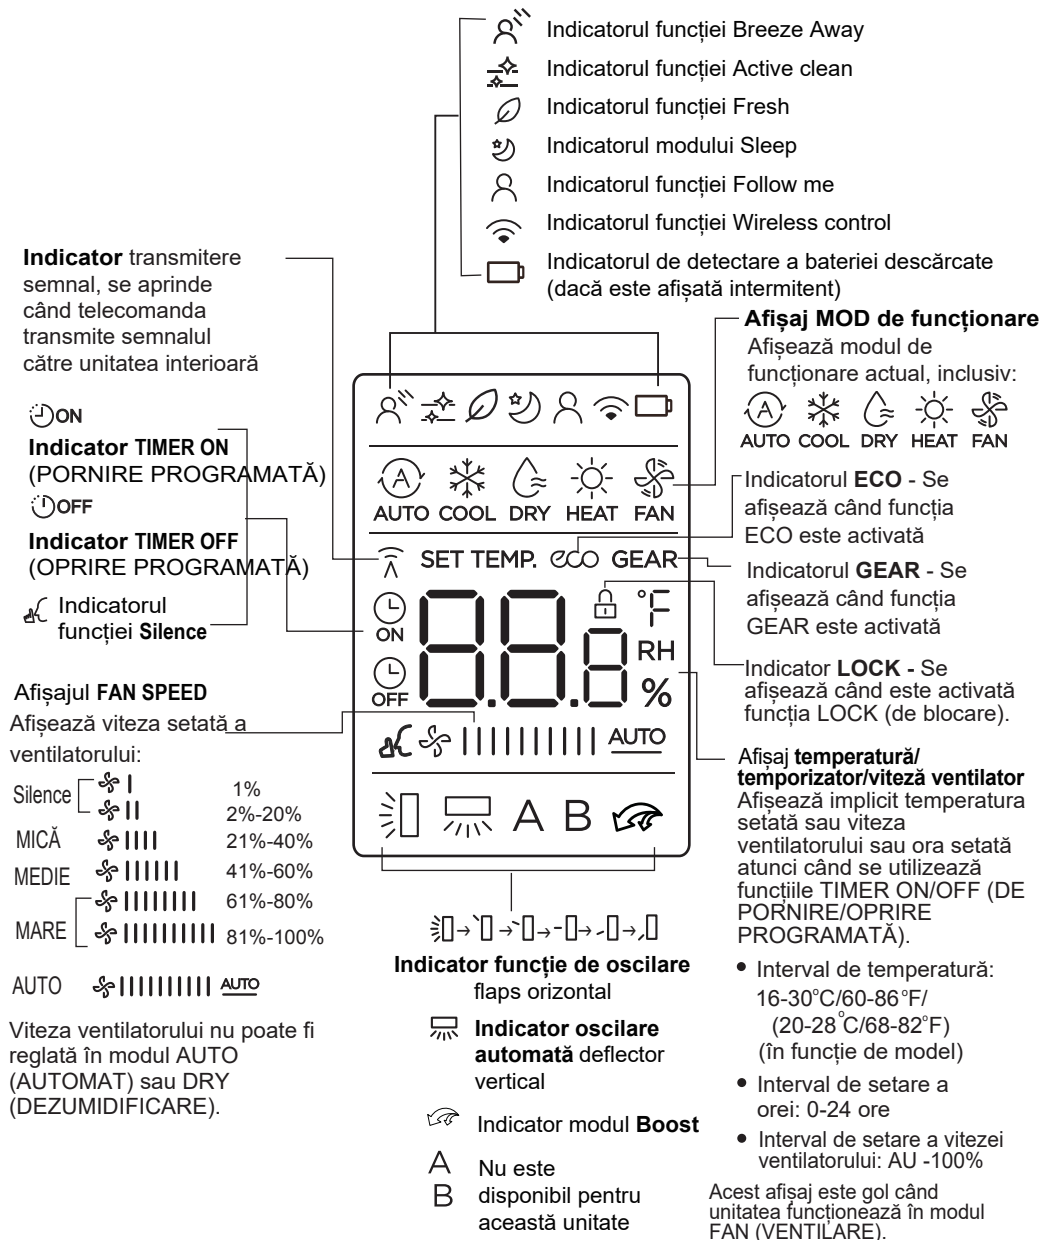 Indicatorul funcției Breeze Away
Indicatorul funcției Active clean
Indicatorul funcției Fresh
Indicatorul modului Sleep
Indicatorul funcției Follow me
Indicatorul funcției Wireless control
Indicatorul de detectare a bateriei descărcate
(dacă este afișată intermitent)
Indicator transmitere
semnal, se aprinde
când telecomanda
transmite semnalul
către unitatea interioară
ON
Indicator TIMER ON
(PORNIRE PROGRAMATĂ)
OFF
Indicator TIMER OFF
(OPRIRE PROGRAMATĂ)
Indicatorul
funcției Silence
Afișajul FAN SPEED
Afișează viteza setată a
ventilatorului:
Silence
1%
2%-20%
MICĂ 21%-40%
MEDIE 41%-60%
61%-80%
MARE
81%-100%
AUTO AUTO
Viteza ventilatorului nu poate fi
reglată în modul AUTO
(AUTOMAT) sau DRY
(DEZUMIDIFICARE).
A
AUTO COOL DRY HEAT FAN
SET TEMP. eco GEAR
ON
88.8
°F
RH
OFF
%
AUTO
A B
Indicator funcție de oscilare
flaps orizontal
Indicator oscilare
automată deflector
vertical
Indicator modul Boost
A Nu este
B disponibil pentru
această unitate
Afișaj MOD de funcționare
Afișează modul de
funcționare actual, inclusiv:
A
AUTO COOL DRY HEAT FAN
Indicatorul ECO - Se
afișează când funcția
ECO este activată
Indicatorul GEAR - Se
afișează când funcția
GEAR este activată
Indicator LOCK - Se
afișează când este activată
funcția LOCK (de blocare).
Afișaj temperatură/
temporizator/viteză ventilator
Afișează implicit temperatura
setată sau viteza
ventilatorului sau ora setată
atunci când se utilizează
funcțiile TIMER ON/OFF (DE
PORNIRE/OPRIRE
PROGRAMATĂ).
• Interval de temperatură:
16-30°C/60-86°F/
(20-28°C/68-82°F)
(în funcție de model)
• Interval de setare a
orei: 0-24 ore
• Interval de setare a vitezei
ventilatorului: AU -100%
Acest afișaj este gol când
unitatea funcționează în modul
FAN (VENTILARE).